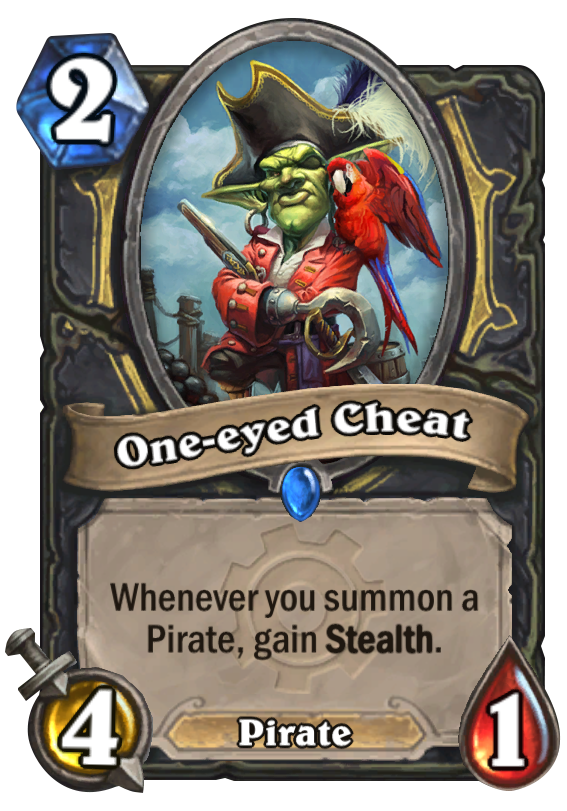 2
One-eyed Cheat
Whenever you summon a
Pirate, gain Stealth.
4
Pirate
1